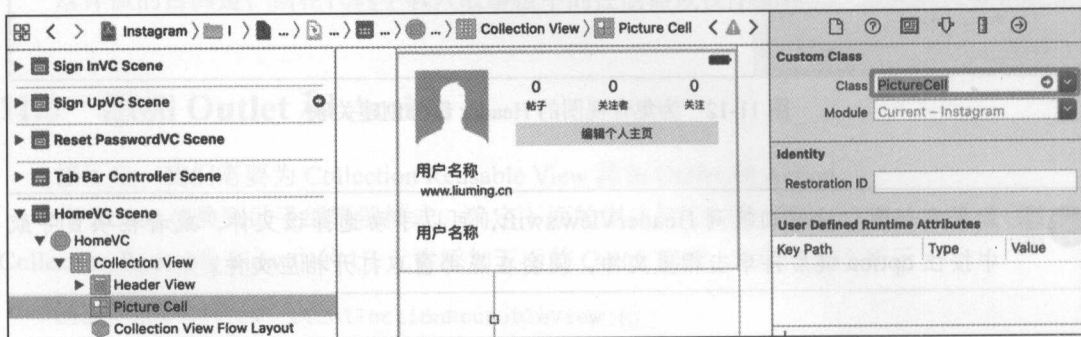 Instagram 〉 I 〉 ... 〉 ... 〉 ... 〉 ... 〉 Collection View 〉 Picture Cell
Sign InVC Scene
Sign UpVC Scene
Reset PasswordVC Scene
Tab Bar Controller Scene
HomeVC Scene
HomeVC
Collection View
Header View
Picture Cell
Collection View Flow Layout
0 0 0
帖子 关注者 关注
编辑个人主页
用户名称
www.liuming.cn
用户名称
Custom Class
Class PictureCell
Module Current – Instagram
Identity
Restoration ID
User Defined Runtime Attributes
Key Path Type Value